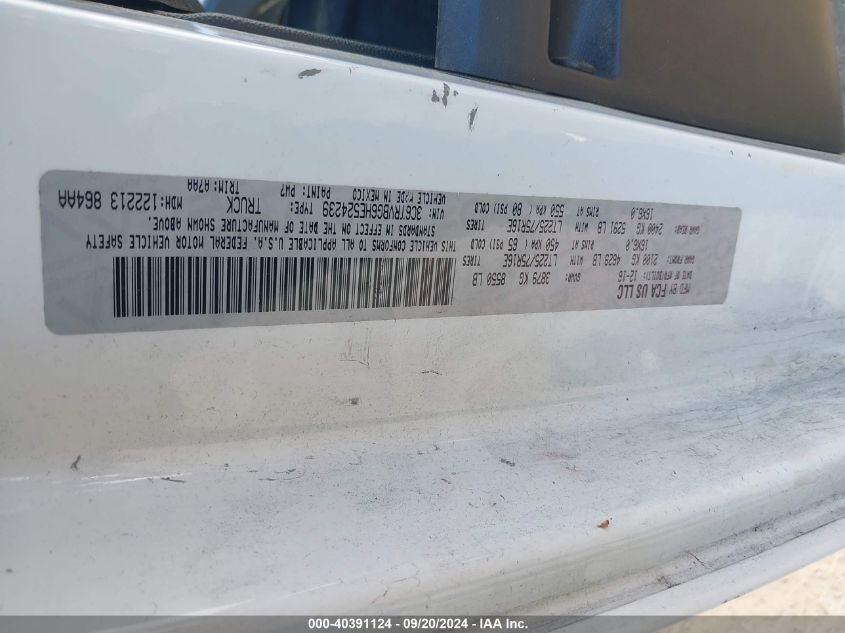 MFD BY FCA US LLC
DATE OF MFR: 12-16 GVWR: 3879 KG 8550 LB
GAWR FRONT: 2100 KG 4629 LB WITH TIRES LT225/75R16E
RIMS AT 16X6.0 450 KPA ( 65 PSI) COLD
GAWR REAR: 2400 KG 5291 LB WITH TIRES LT225/75R16E
RIMS AT 16X6.0 550 KPA ( 80 PSI) COLD
THIS VEHICLE CONFORMS TO ALL APPLICABLE U.S.A. FEDERAL MOTOR VEHICLE SAFETY
STANDARDS IN EFFECT ON THE DATE OF MANUFACTURE SHOWN ABOVE.
VIN: 3C6TRVBG6HE524239 TYPE: TRUCK MDH: 122213 864AA
VEHICLE MADE IN MEXICO PAINT: PW7 TRIM: A7AA
000-40391124 - 09/20/2024 - IAA Inc.